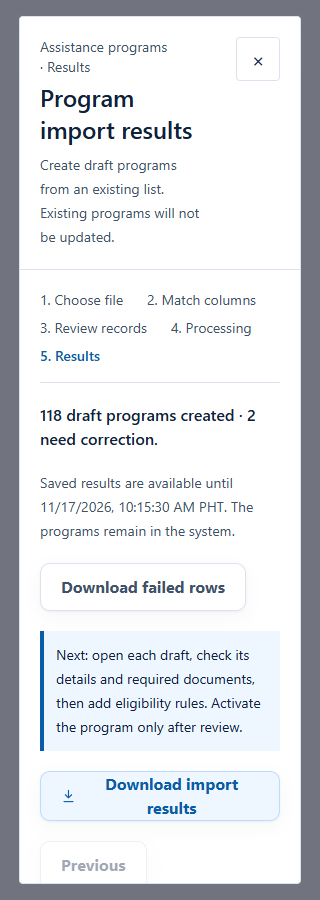 Assistance programs
· Results
×
Program
import results
Create draft programs
from an existing list.
Existing programs will not
be updated.
1. Choose file 2. Match columns
3. Review records 4. Processing
5. Results
118 draft programs created · 2
need correction.
Saved results are available until
11/17/2026, 10:15:30 AM PHT. The
programs remain in the system.
Download failed rows
Next: open each draft, check its
details and required documents,
then add eligibility rules. Activate
the program only after review.
Download import
results
Previous